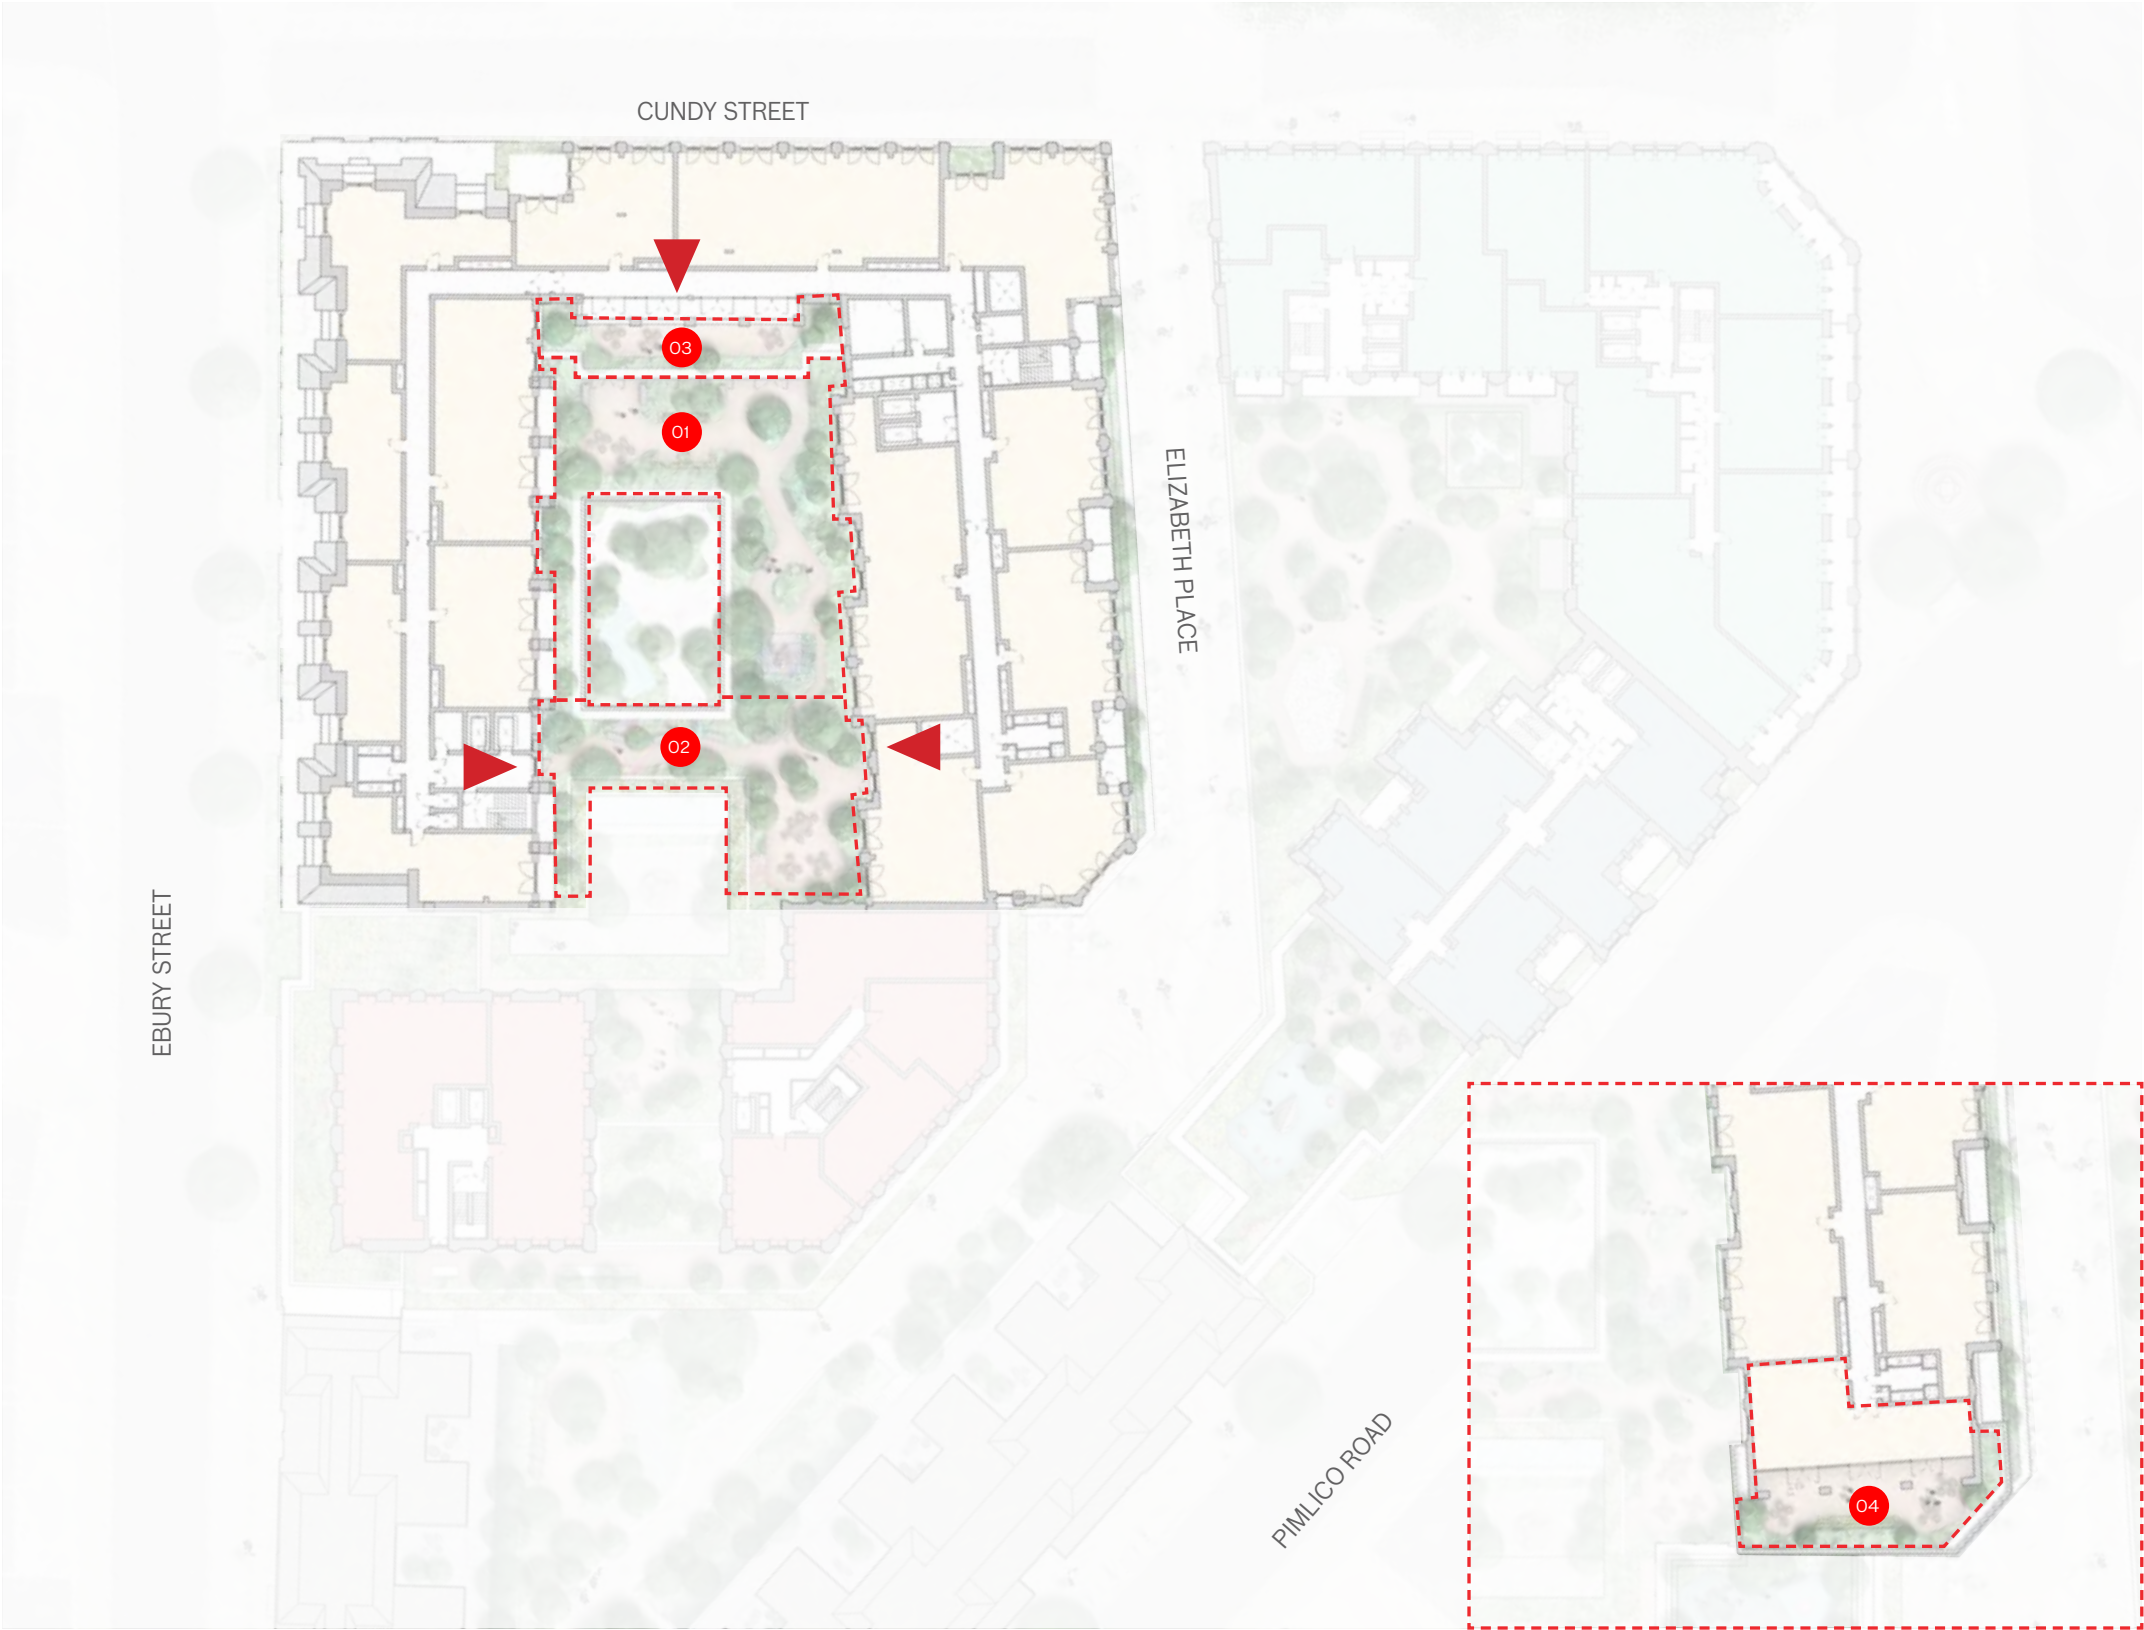 CUNDY STREET
03
01
ELIZABETH PLACE
02
EBURY STREET
PIMLICO ROAD
04